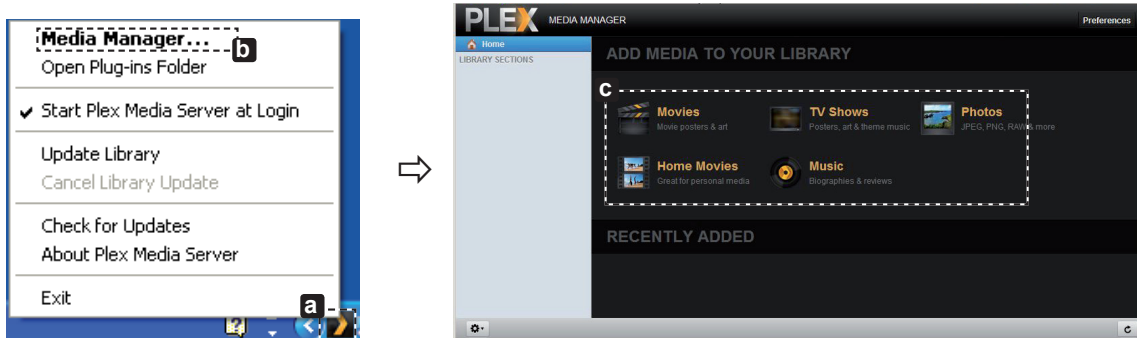 Media Manager...
b
Open Plug-ins Folder
Start Plex Media Server at Login
Update Library
Cancel Library Update
Check for Updates
About Plex Media Server
Exit
a
PLEX MEDIA MANAGER
Preferences
Home
LIBRARY SECTIONS
ADD MEDIA TO YOUR LIBRARY
c
Movies
Movie posters & art
TV Shows
Posters, art & theme music
Photos
JPEG, PNG, RAW & more
Home Movies
Great for personal media
Music
Biographies & reviews
RECENTLY ADDED